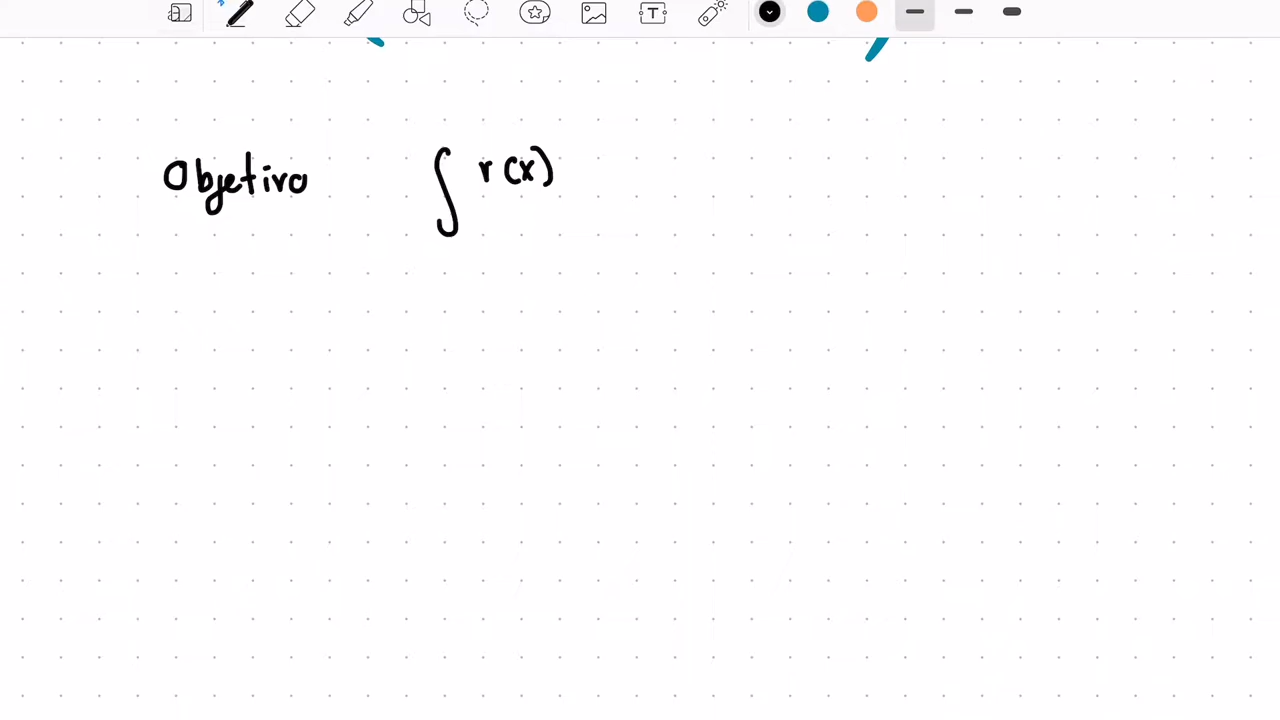 Objetivo ∫ r(x)